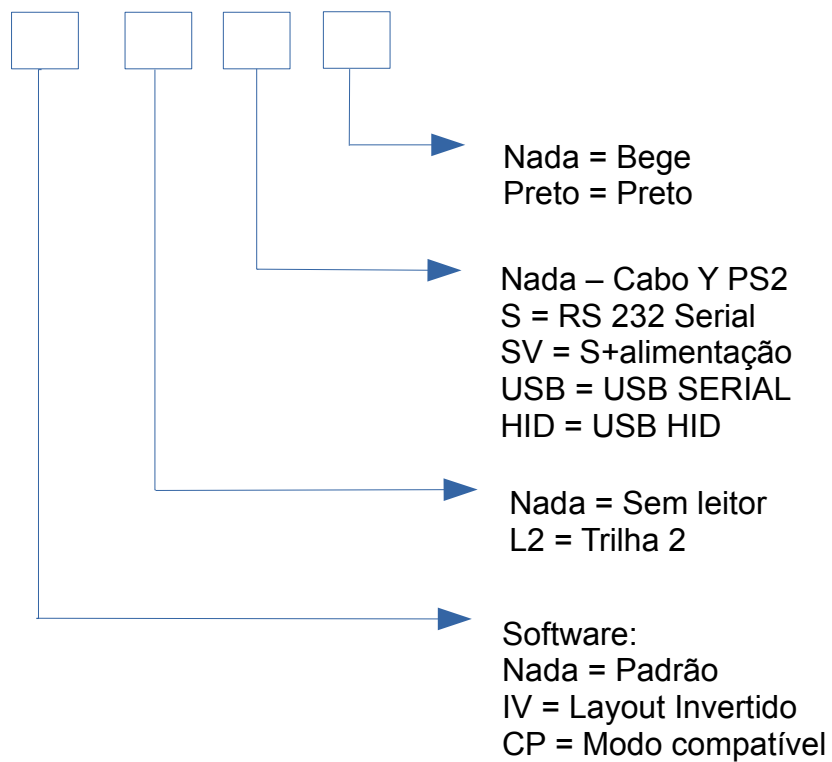 Nada = Bege
Preto = Preto
Nada – Cabo Y PS2
S = RS 232 Serial
SV = S+alimentação
USB = USB SERIAL
HID = USB HID
Nada = Sem leitor
L2 = Trilha 2
Software:
Nada = Padrão
IV = Layout Invertido
CP = Modo compatível